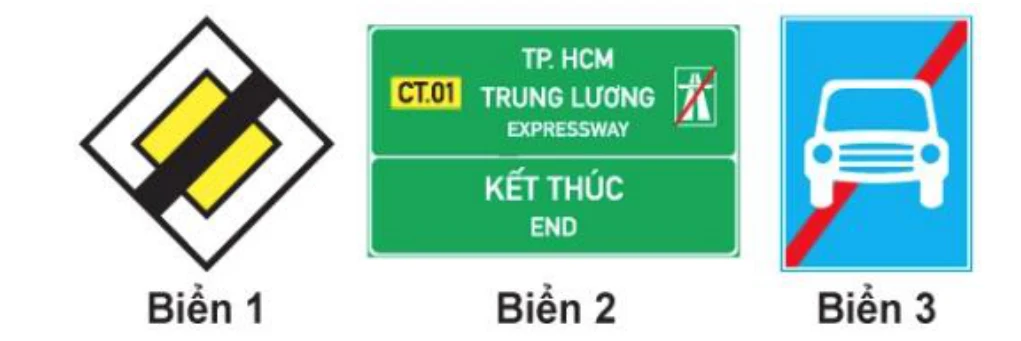 TP. HCM
CT.01 TRUNG LƯƠNG
EXPRESSWAY
KẾT THÚC
END
Biển 1
Biển 2
Biển 3